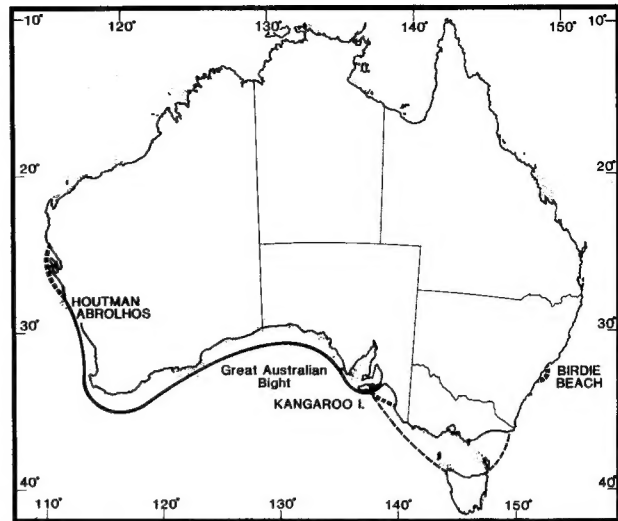 120° 130° 140° 150°
10° 10°
20° 20°
HOUTMAN
ABROLHOS
30° 30°
Great Australian
Bight
BIRDIE
BEACH
KANGAROO I.
40° 40°
110° 120° 130° 140° 150°